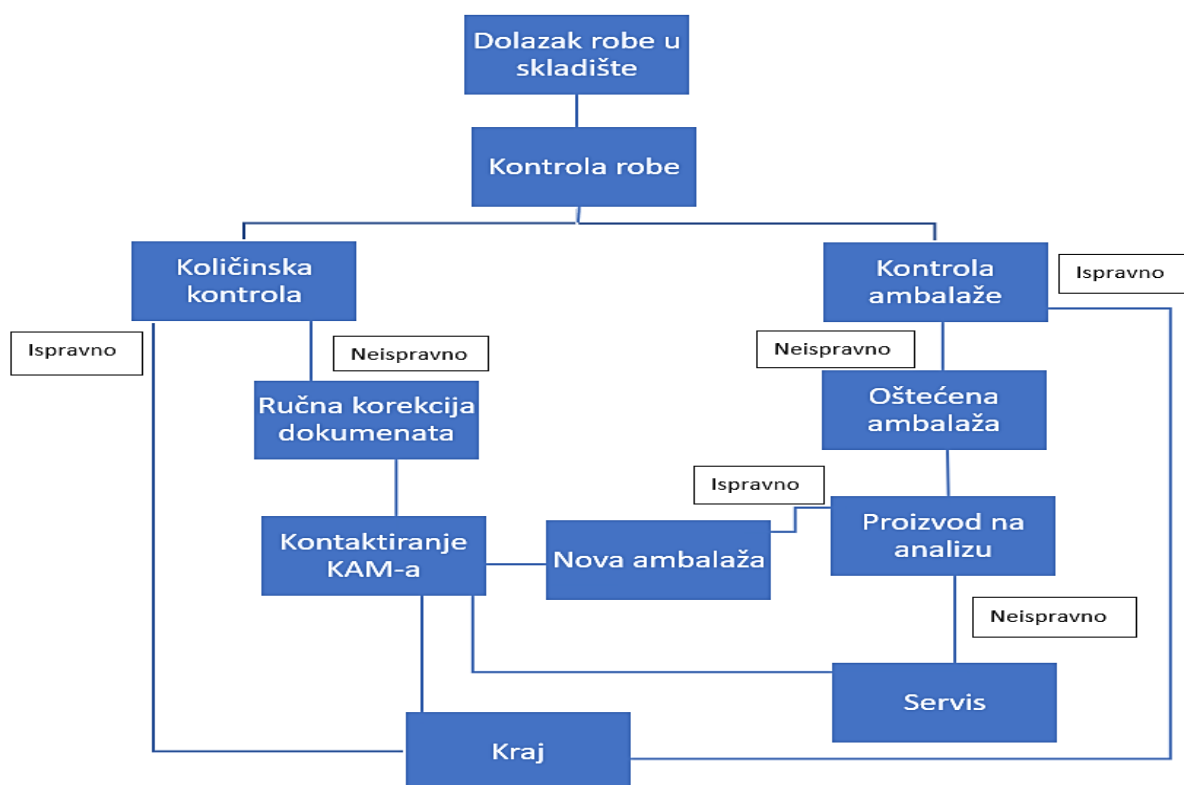 Dolazak robe u
skladište
Kontrola robe
Količinska
kontrola
Kontrola
ambalaže
Ispravno
Ispravno
Neispravno
Neispravno
Ručna korekcija
dokumenata
Oštećena
ambalaža
Ispravno
Kontaktiranje
KAM-a
Nova ambalaža
Proizvod na
analizu
Neispravno
Servis
Kraj